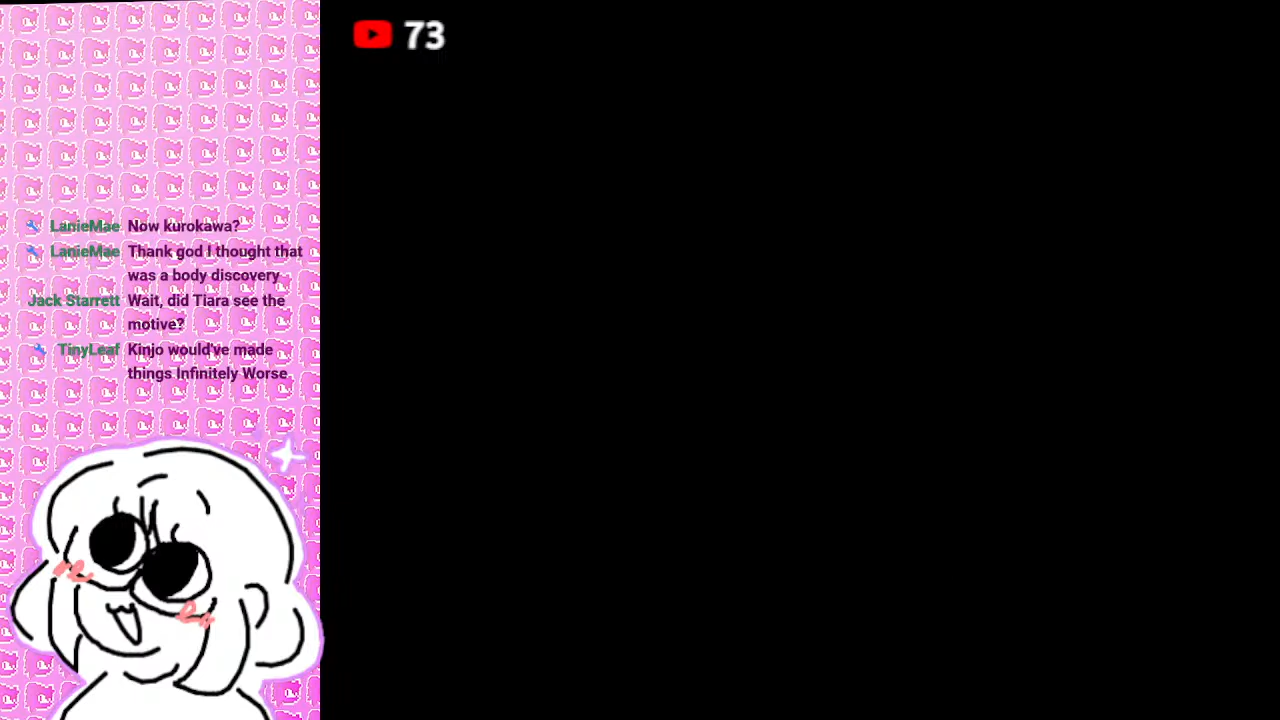 73
LanieMae Now kurokawa?
LanieMae Thank god I thought that
was a body discovery
Jack Starrett Wait, did Tiara see the
motive?
TinyLeaf Kinjo would've made
things Infinitely Worse